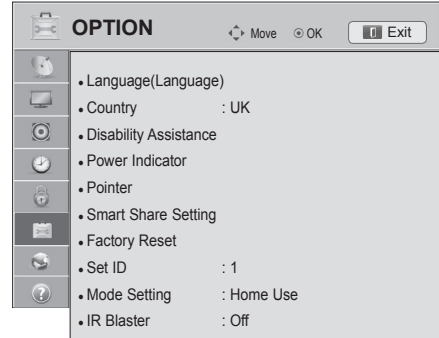 OPTION
Move OK Exit
• Language(Language)
• Country : UK
• Disability Assistance
• Power Indicator
• Pointer
• Smart Share Setting
• Factory Reset
• Set ID : 1
• Mode Setting : Home Use
• IR Blaster : Off
?